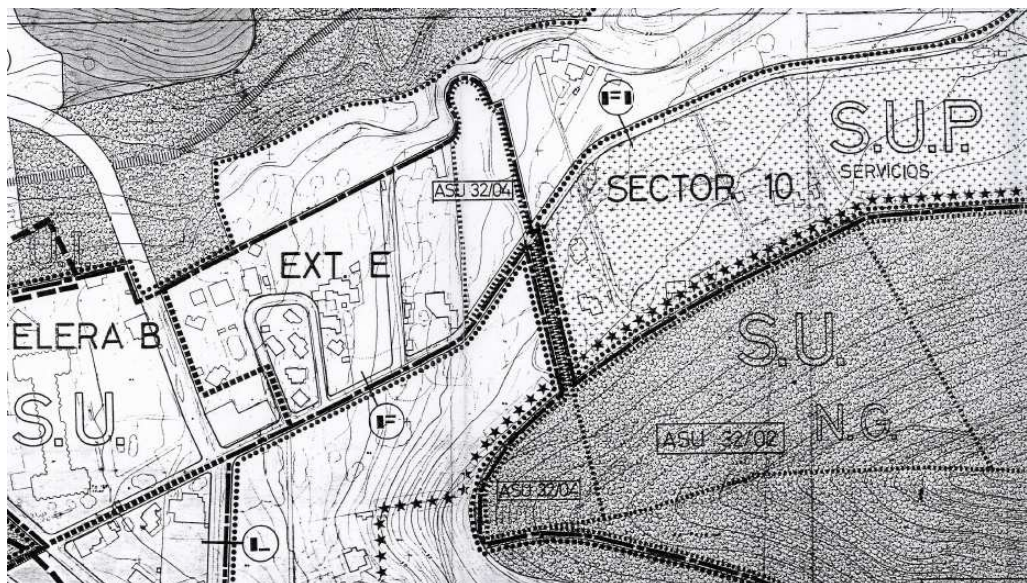 S.U.P.
SERVICIOS
SECTOR 10
ASU 32/04
EXT. E
ELERA B
S.U.
S.U.
N.G.
ASU 32/02
ASU 32/04